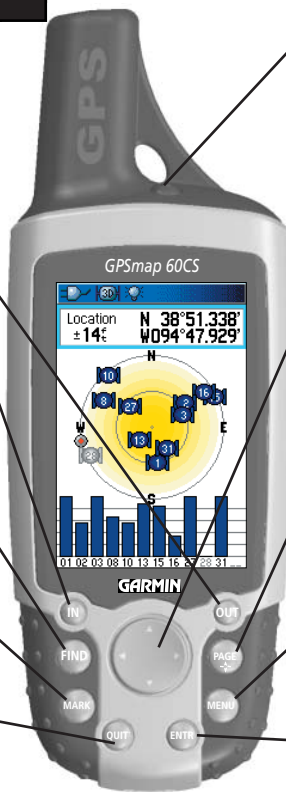 GPS
GPSmap 60CS
3D
Location N 38°51.338'
±14ft W094°47.929'
N
10
8 27 2 16
3
W E
13 31
1
S
01 02 03 08 10 13 15 16 27 28 31 --
GARMIN
IN OUT
FIND PAGE
MARK MENU
QUIT ENTR